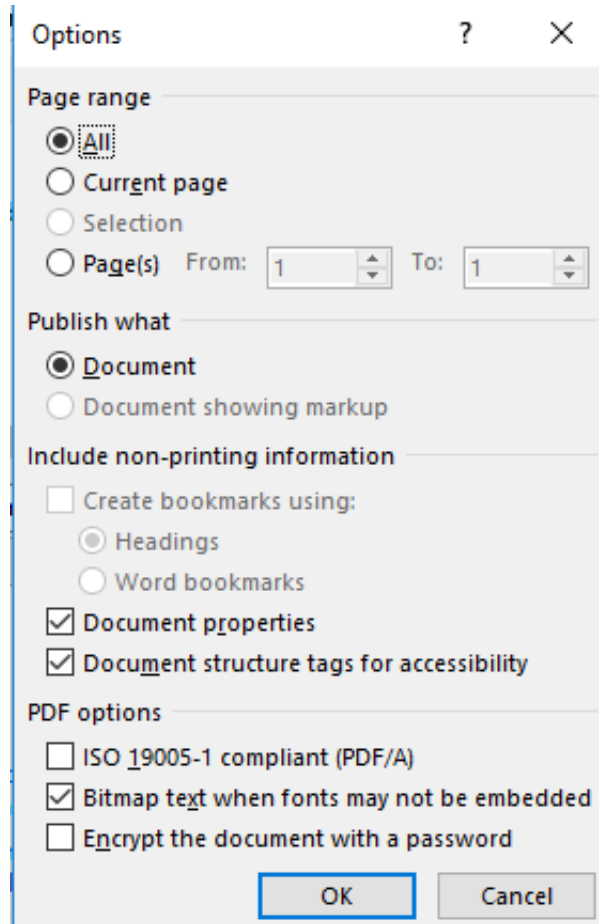 Options ? X
Page range
All
Current page
Selection
Page(s) From: 1 To: 1
Publish what
Document
Document showing markup
Include non-printing information
Create bookmarks using:
Headings
Word bookmarks
Document properties
Document structure tags for accessibility
PDF options
ISO 19005-1 compliant (PDF/A)
Bitmap text when fonts may not be embedded
Encrypt the document with a password
OK Cancel